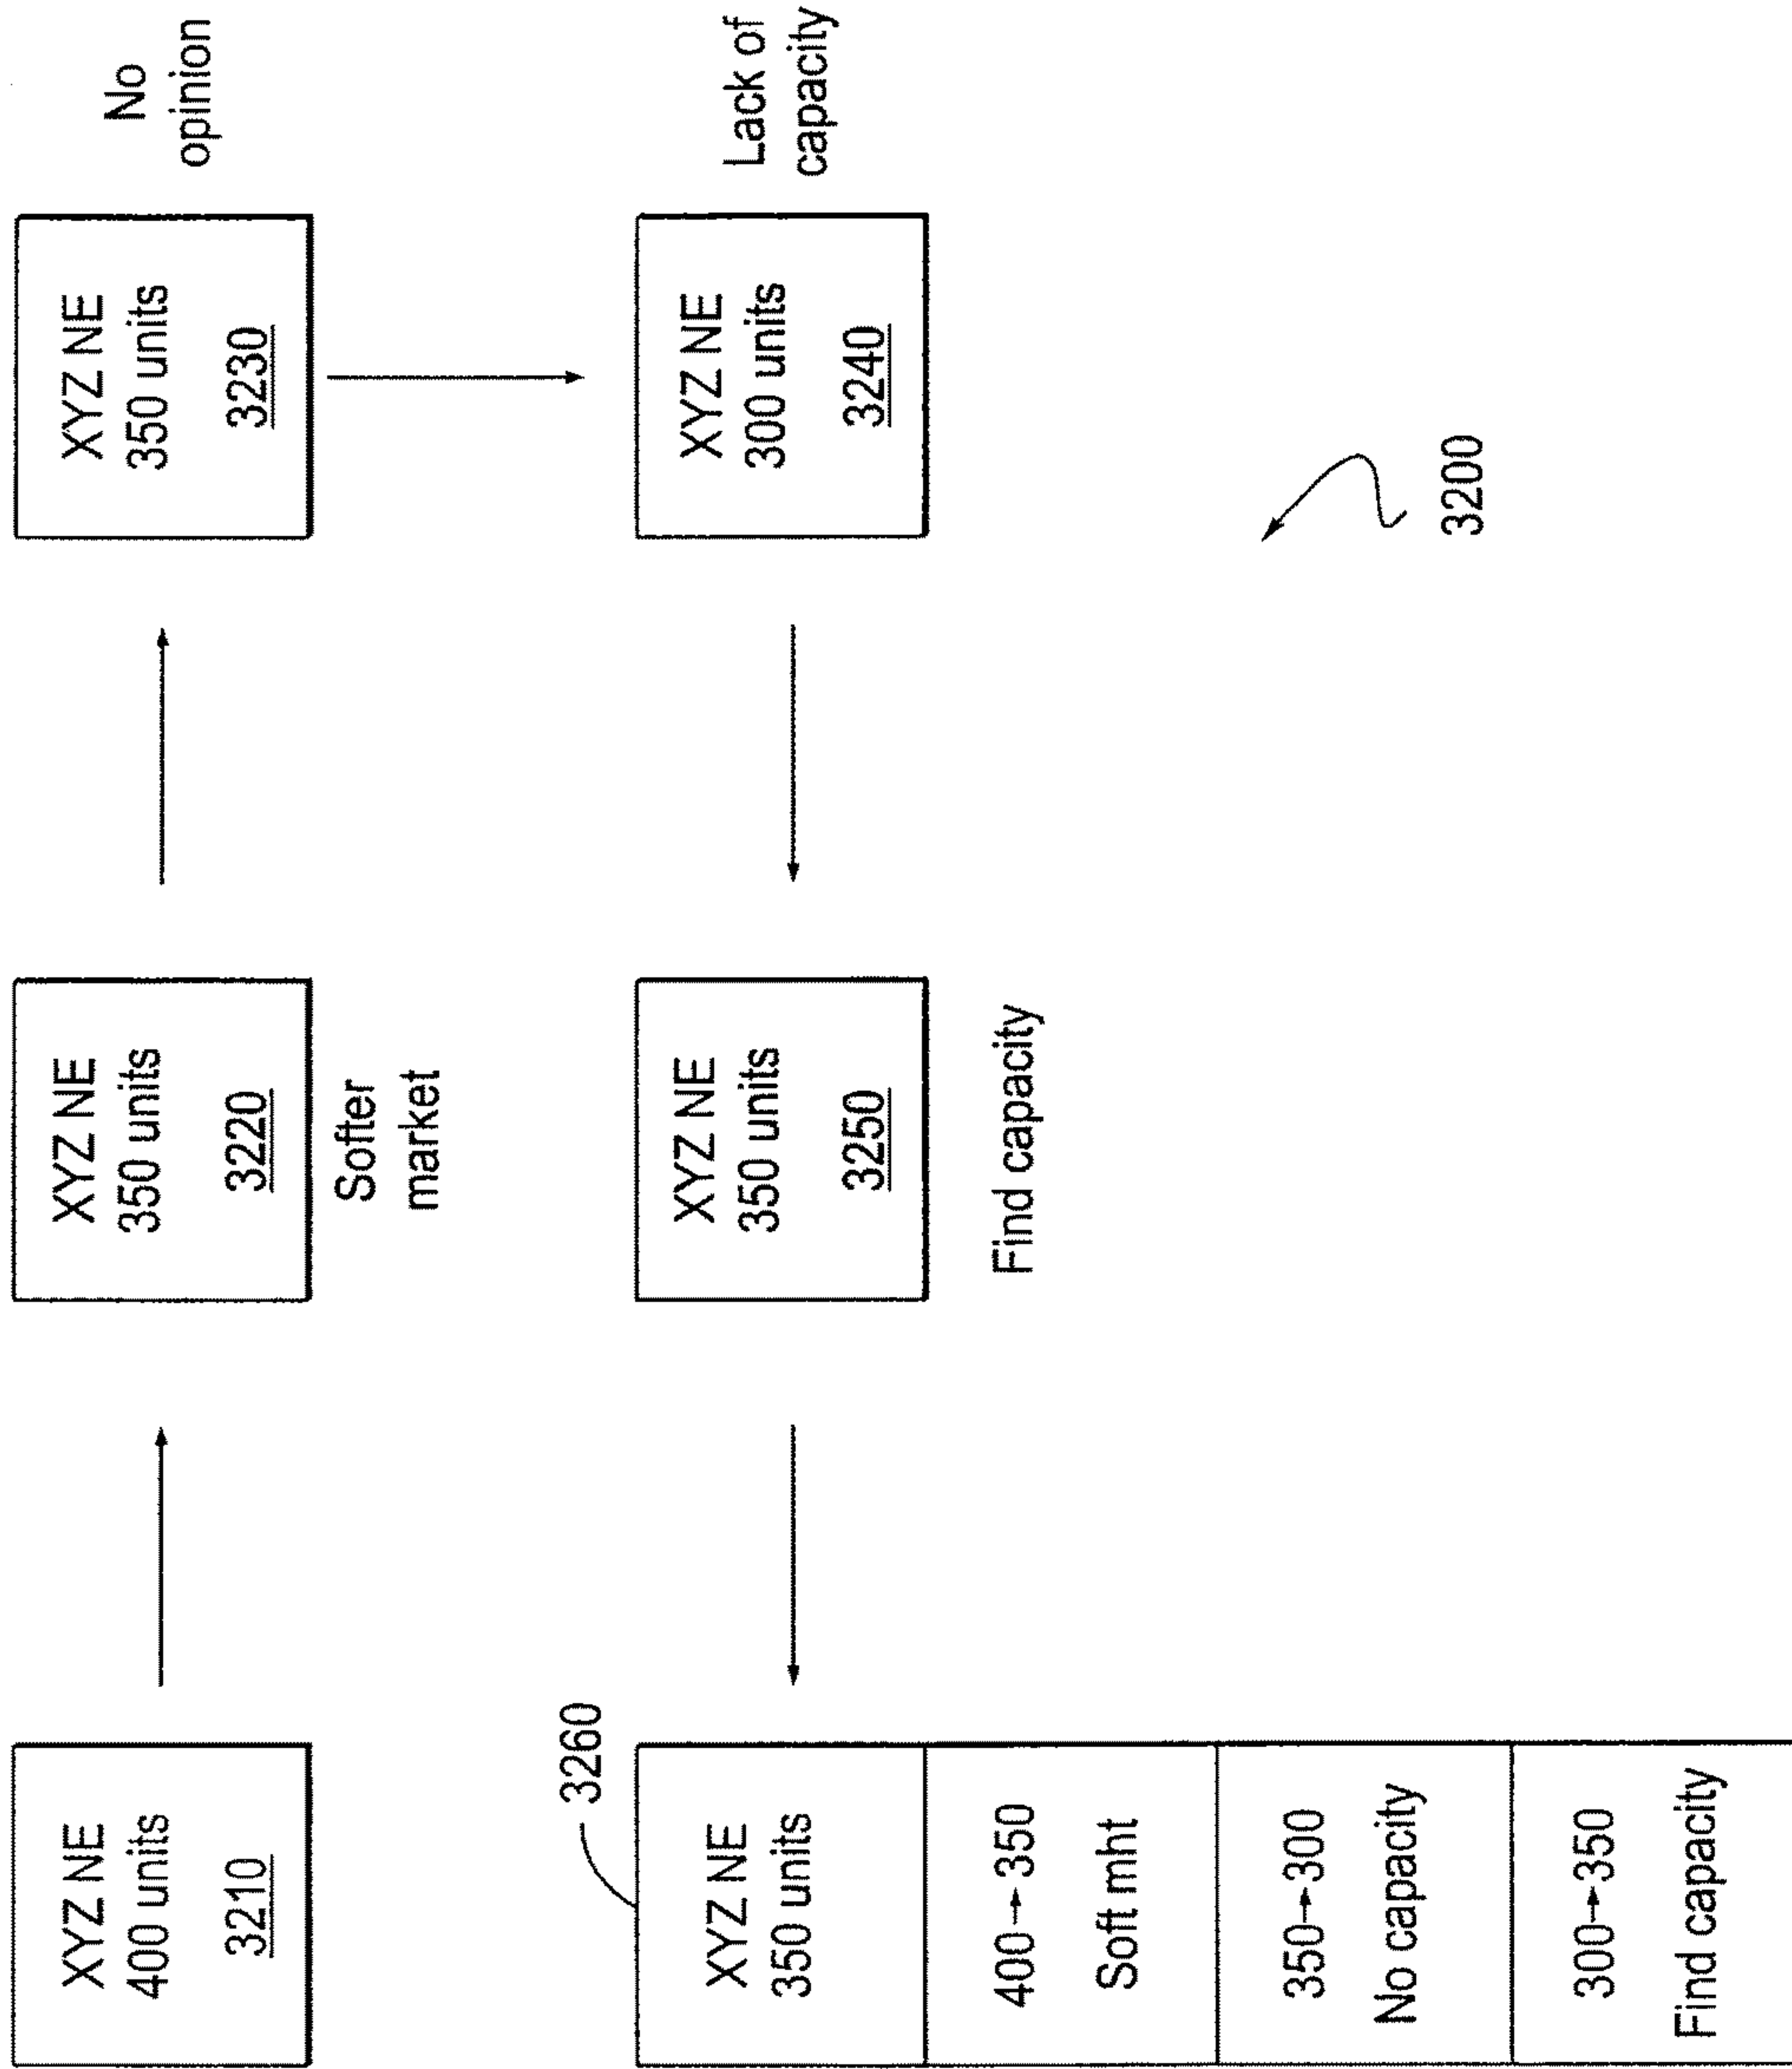 XYZ NE
400 units
3210
XYZ NE
350 units
3220
Softer
market
XYZ NE
350 units
3230
No
opinion
XYZ NE
300 units
3240
Lack of
capacity
XYZ NE
350 units
3250
Find capacity
3260
XYZ NE
350 units
400→350
Soft mht
350→300
No capacity
300→350
Find capacity
3200